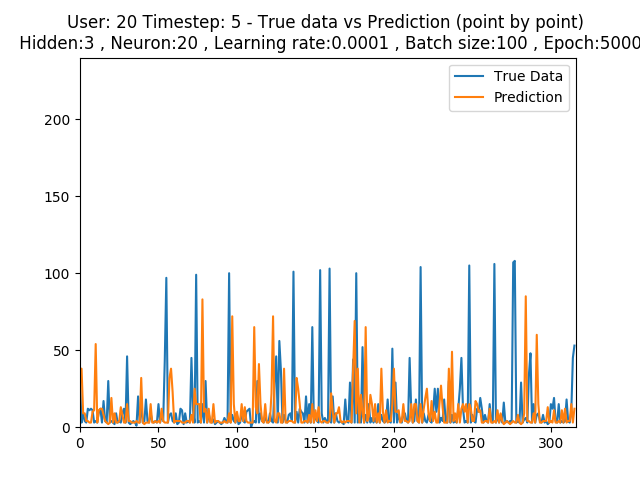 User: 20 Timestep: 5 - True data vs Prediction (point by point)
Hidden:3 , Neuron:20 , Learning rate:0.0001 , Batch size:100 , Epoch:5000
True Data
Prediction
200
150
100
50
0
0 50 100 150 200 250 300